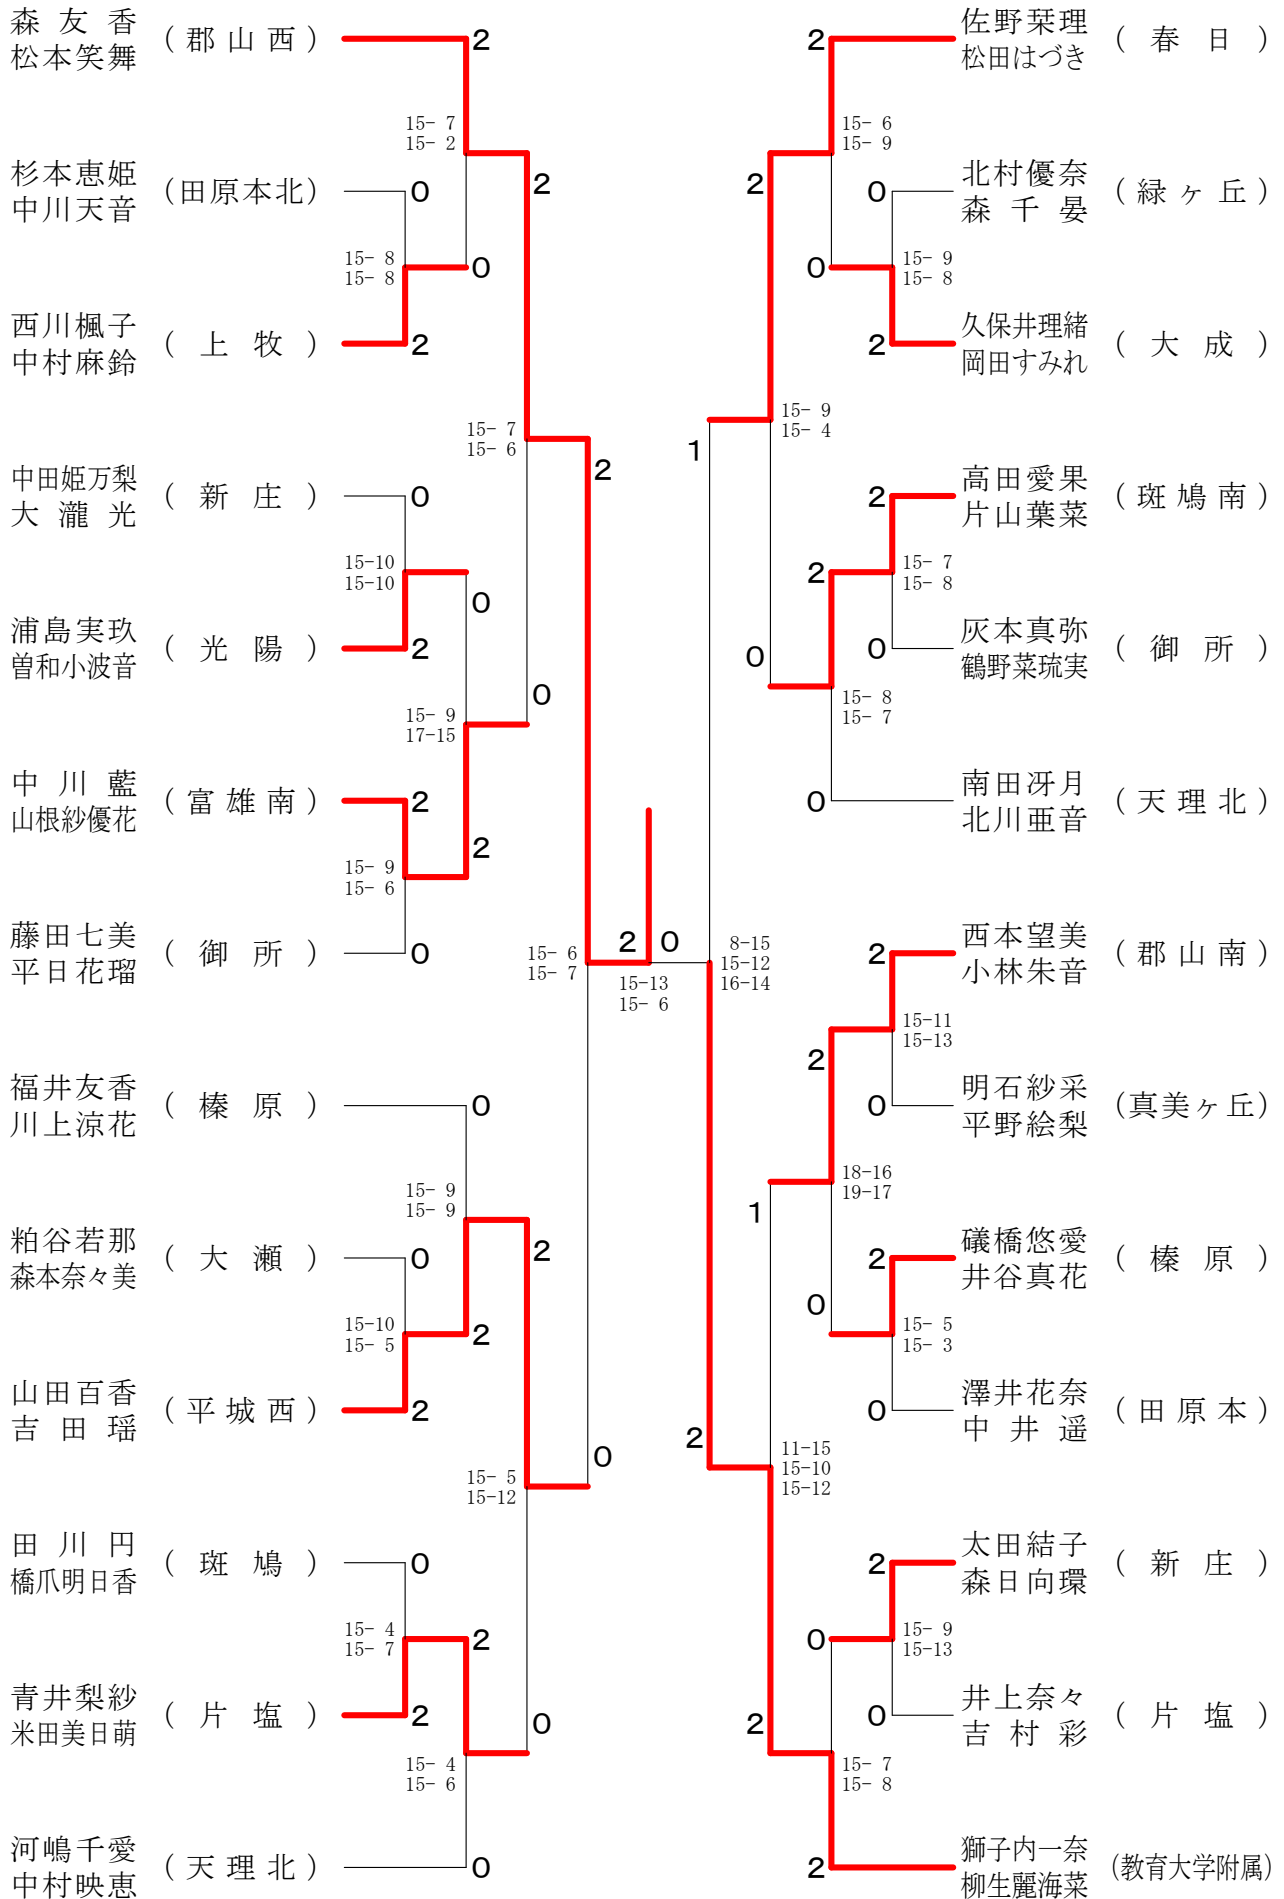 森友香
松本笑舞
(郡山西)
2
15- 7
15- 2
杉本恵姫
中川天音
(田原本北)
0
2
15- 8
15- 8
0
西川楓子
中村麻鈴
(上牧)
2
15- 7
15- 6
2
中田姫万梨
大瀧光
(新庄)
0
15-10
15-10
0
浦島実玖
曽和小波音
(光陽)
2
0
15- 9
17-15
中川藍
山根紗優花
(富雄南)
2
2
15- 9
15- 6
藤田七美
平日花瑠
(御所)
0
15- 6
15- 7
2
0
15-13
15- 6
福井友香
川上涼花
(榛原)
0
15- 9
15- 9
粕谷若那
森本奈々美
(大瀬)
0
2
15-10
15- 5
2
山田百香
吉田瑶
(平城西)
2
0
15- 5
15-12
田川円
橋爪明日香
(斑鳩)
0
15- 4
15- 7
2
青井梨紗
米田美日萌
(片塩)
2
0
15- 4
15- 6
河嶋千愛
中村映恵
(天理北)
0
2
佐野栞理
松田はづき
(春日)
15- 6
15- 9
2
0
北村優奈
森千晏
(緑ヶ丘)
0
15- 9
15- 8
2
久保井理緒
岡田すみれ
(大成)
1
15- 9
15- 4
2
高田愛果
片山葉菜
(斑鳩南)
2
15- 7
15- 8
0
0
灰本真弥
鶴野菜琉実
(御所)
15- 8
15- 7
0
南田冴月
北川亜音
(天理北)
8-15
15-12
16-14
2
西本望美
小林朱音
(郡山南)
2
15-11
15-13
0
明石紗采
平野絵梨
(真美ヶ丘)
1
18-16
19-17
2
礒橋悠愛
井谷真花
(榛原)
0
15- 5
15- 3
0
澤井花奈
中井遥
(田原本)
2
11-15
15-10
15-12
2
太田結子
森日向環
(新庄)
0
15- 9
15-13
2
0
井上奈々
吉村彩
(片塩)
15- 7
15- 8
2
獅子内一奈
柳生麗海菜
(教育大学附属)